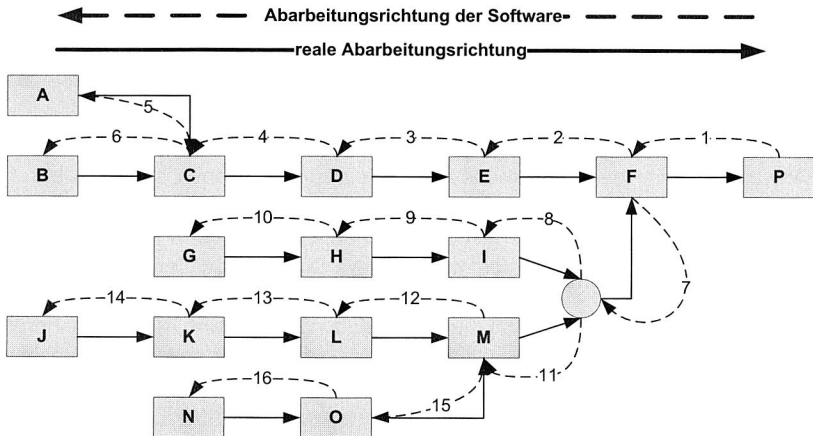 Abarbeitungsrichtung der Software
reale Abarbeitungsrichtung
A
5
6
4
3
2
1
B
C
D
E
F
P
10
9
8
G
H
I
7
14
13
12
J
K
L
M
11
16
15
N
O